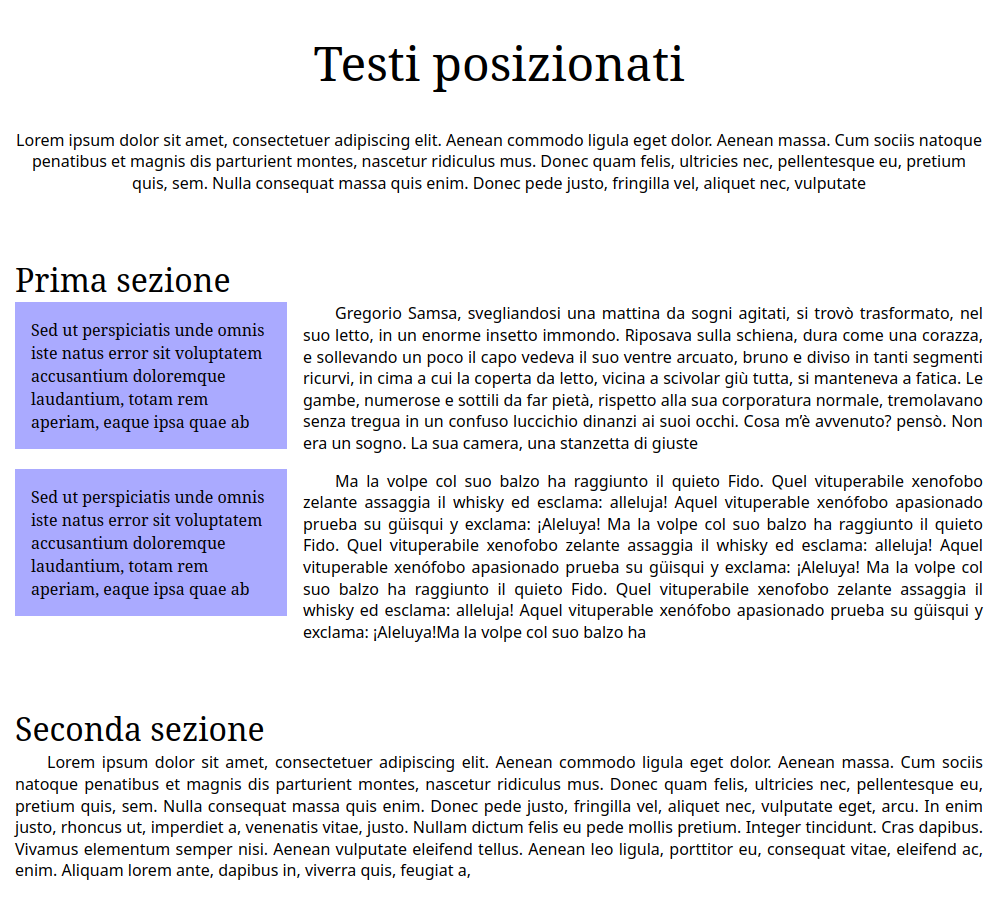 Testi posizionati
Lorem ipsum dolor sit amet, consectetuer adipiscing elit. Aenean commodo ligula eget dolor. Aenean massa. Cum sociis natoque
penatibus et magnis dis parturient montes, nascetur ridiculus mus. Donec quam felis, ultricies nec, pellentesque eu, pretium
quis, sem. Nulla consequat massa quis enim. Donec pede justo, fringilla vel, aliquet nec, vulputate
Prima sezione
Sed ut perspiciatis unde omnis
iste natus error sit voluptatem
accusantium doloremque
laudantium, totam rem
aperiam, eaque ipsa quae ab
Gregorio Samsa, svegliandosi una mattina da sogni agitati, si trovò trasformato, nel
suo letto, in un enorme insetto immondo. Riposava sulla schiena, dura come una corazza,
e sollevando un poco il capo vedeva il suo ventre arcuato, bruno e diviso in tanti segmenti
ricurvi, in cima a cui la coperta da letto, vicina a scivolar giù tutta, si manteneva a fatica. Le
gambe, numerose e sottili da far pietà, rispetto alla sua corporatura normale, tremolavano
senza tregua in un confuso luccichio dinanzi ai suoi occhi. Cosa m’è avvenuto? pensò. Non
era un sogno. La sua camera, una stanzetta di giuste
Sed ut perspiciatis unde omnis
iste natus error sit voluptatem
accusantium doloremque
laudantium, totam rem
aperiam, eaque ipsa quae ab
Ma la volpe col suo balzo ha raggiunto il quieto Fido. Quel vituperabile xenofobo
zelante assaggia il whisky ed esclama: alleluja! Aquel vituperable xenófobo apasionado
prueba su güisqui y exclama: ¡Aleluya! Ma la volpe col suo balzo ha raggiunto il quieto
Fido. Quel vituperabile xenofobo zelante assaggia il whisky ed esclama: alleluja! Aquel
vituperable xenófobo apasionado prueba su güisqui y exclama: ¡Aleluya! Ma la volpe col
suo balzo ha raggiunto il quieto Fido. Quel vituperabile xenofobo zelante assaggia il
whisky ed esclama: alleluja! Aquel vituperable xenófobo apasionado prueba su güisqui y
exclama: ¡Aleluya!Ma la volpe col suo balzo ha
Seconda sezione
Lorem ipsum dolor sit amet, consectetuer adipiscing elit. Aenean commodo ligula eget dolor. Aenean massa. Cum sociis
natoque penatibus et magnis dis parturient montes, nascetur ridiculus mus. Donec quam felis, ultricies nec, pellentesque eu,
pretium quis, sem. Nulla consequat massa quis enim. Donec pede justo, fringilla vel, aliquet nec, vulputate eget, arcu. In enim
justo, rhoncus ut, imperdiet a, venenatis vitae, justo. Nullam dictum felis eu pede mollis pretium. Integer tincidunt. Cras dapibus.
Vivamus elementum semper nisi. Aenean vulputate eleifend tellus. Aenean leo ligula, porttitor eu, consequat vitae, eleifend ac,
enim. Aliquam lorem ante, dapibus in, viverra quis, feugiat a,